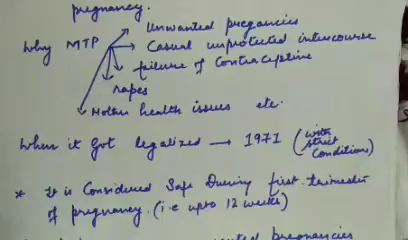 pregnancy.
Unwanted pregancies
Why MTP → Casual unprotected intercourse
failure of Contraceptive
rapes
Mother health issues etc.
When it Got legalized → 1971 (with strict Conditions)
* It is Considered Safe During first trimester
of pregnancy. (i.e upto 12 weeks)
pregnancies